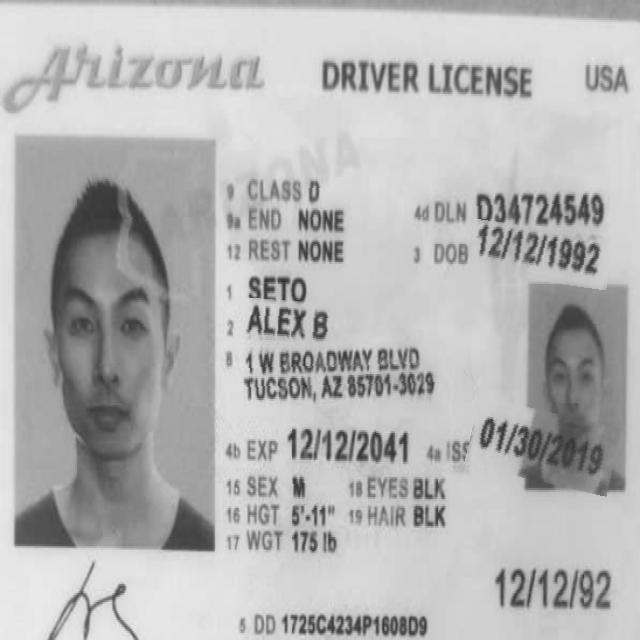 Arizona DRIVER LICENSE USA
9 CLASS D
9a END NONE 4d DLN D34724549
12 REST NONE 3 DOB 12/12/1992
1 SETO
2 ALEX B
8 1 W BROADWAY BLVD
TUCSON, AZ 85701-3029
4b EXP 12/12/2041 4a ISS 01/30/2019
15 SEX M 18 EYES BLK
16 HGT 5'-11" 19 HAIR BLK
17 WGT 175 lb
12/12/92
5 DD 1725C4234P1608D9